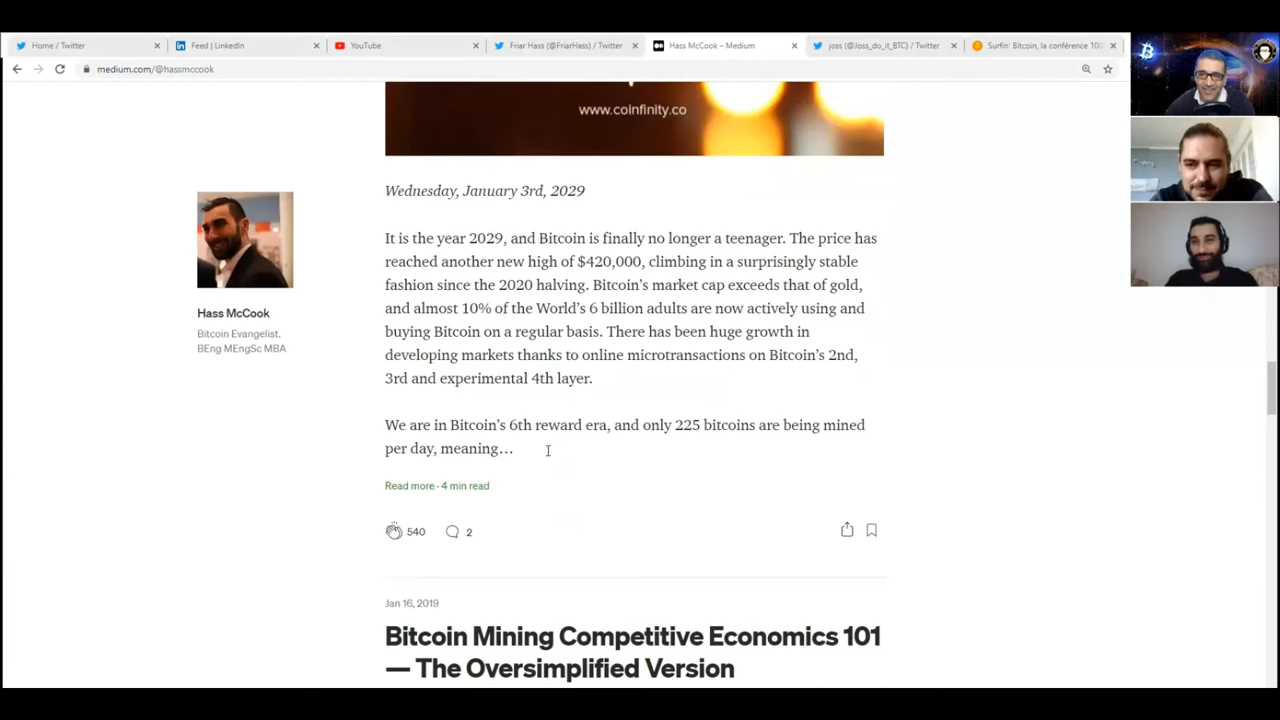 Home / Twitter
Feed | LinkedIn
YouTube
Friar Hass (@FriarHass) / Twitter
Hass McCook – Medium
joss (@Joss_do_it_BTC) / Twitter
Surfin' Bitcoin, la conférence 10
medium.com/@hassmccook
www.coinfinity.co
Wednesday, January 3rd, 2029
It is the year 2029, and Bitcoin is finally no longer a teenager. The price has
reached another new high of $420,000, climbing in a surprisingly stable
fashion since the 2020 halving. Bitcoin's market cap exceeds that of gold,
and almost 10% of the World's 6 billion adults are now actively using and
buying Bitcoin on a regular basis. There has been huge growth in
developing markets thanks to online microtransactions on Bitcoin's 2nd,
3rd and experimental 4th layer.
Hass McCook
Bitcoin Evangelist.
BEng MEngSc MBA
We are in Bitcoin's 6th reward era, and only 225 bitcoins are being mined
per day, meaning…
Read more · 4 min read
540
2
Jan 16, 2019
Bitcoin Mining Competitive Economics 101
— The Oversimplified Version